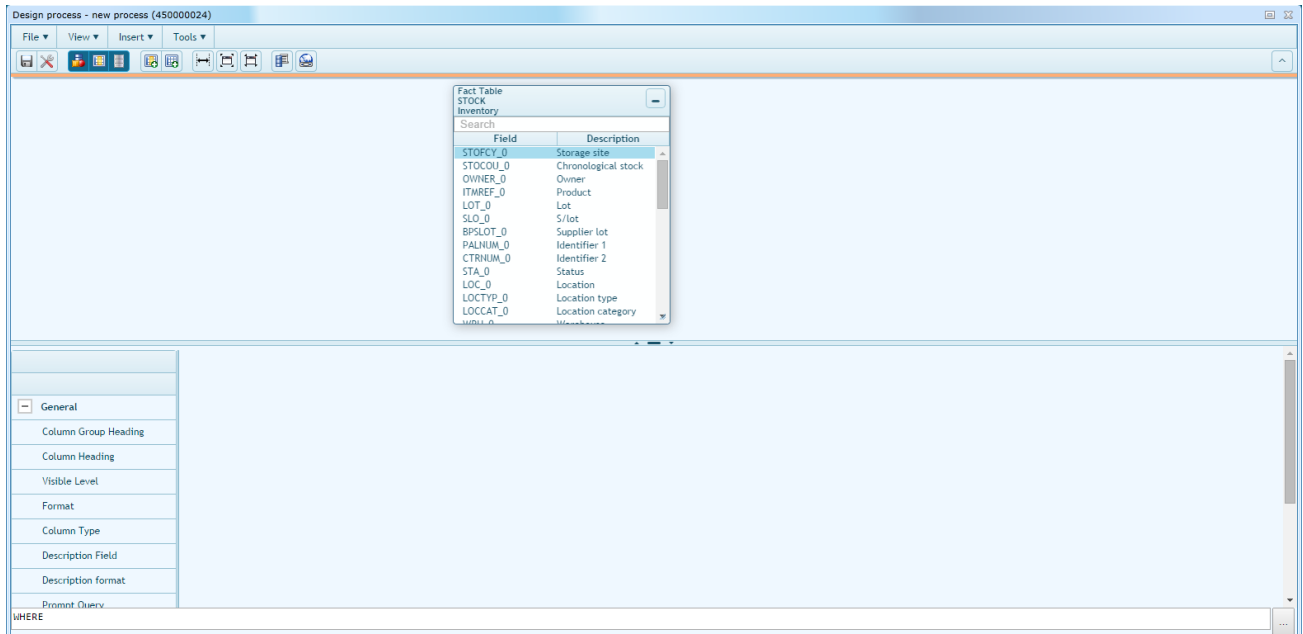 Design process - new process (450000024)
File ▼ View ▼ Insert ▼ Tools ▼
Fact Table
STOCK
Inventory
Search
Field Description
STOFCY_0 Storage site
STOCOU_0 Chronological stock
OWNER_0 Owner
ITMREF_0 Product
LOT_0 Lot
SLO_0 S/lot
BPSLOT_0 Supplier lot
PALNUM_0 Identifier 1
CTRNUM_0 Identifier 2
STA_0 Status
LOC_0 Location
LOCTYP_0 Location type
LOCCAT_0 Location category
WRH_0 Warehouse
General
Column Group Heading
Column Heading
Visible Level
Format
Column Type
Description Field
Description format
Prompt Query
WHERE
...